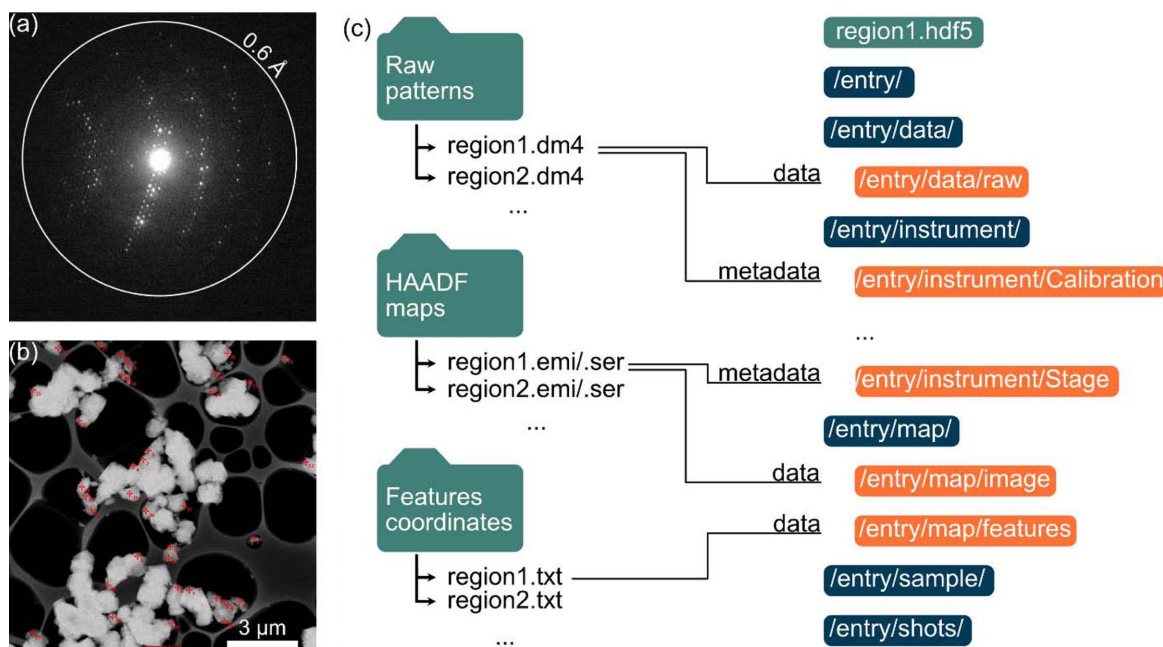 (a)
0.6 Å
(b)
3 µm
(c)
Raw
patterns
region1.dm4
region2.dm4
...
HAADF
maps
region1.emi/.ser
region2.emi/.ser
...
Features
coordinates
region1.txt
region2.txt
...
region1.hdf5
/entry/
/entry/data/
data
/entry/data/raw
/entry/instrument/
metadata
/entry/instrument/Calibration
...
metadata
/entry/instrument/Stage
/entry/map/
data
/entry/map/image
data
/entry/map/features
/entry/sample/
/entry/shots/